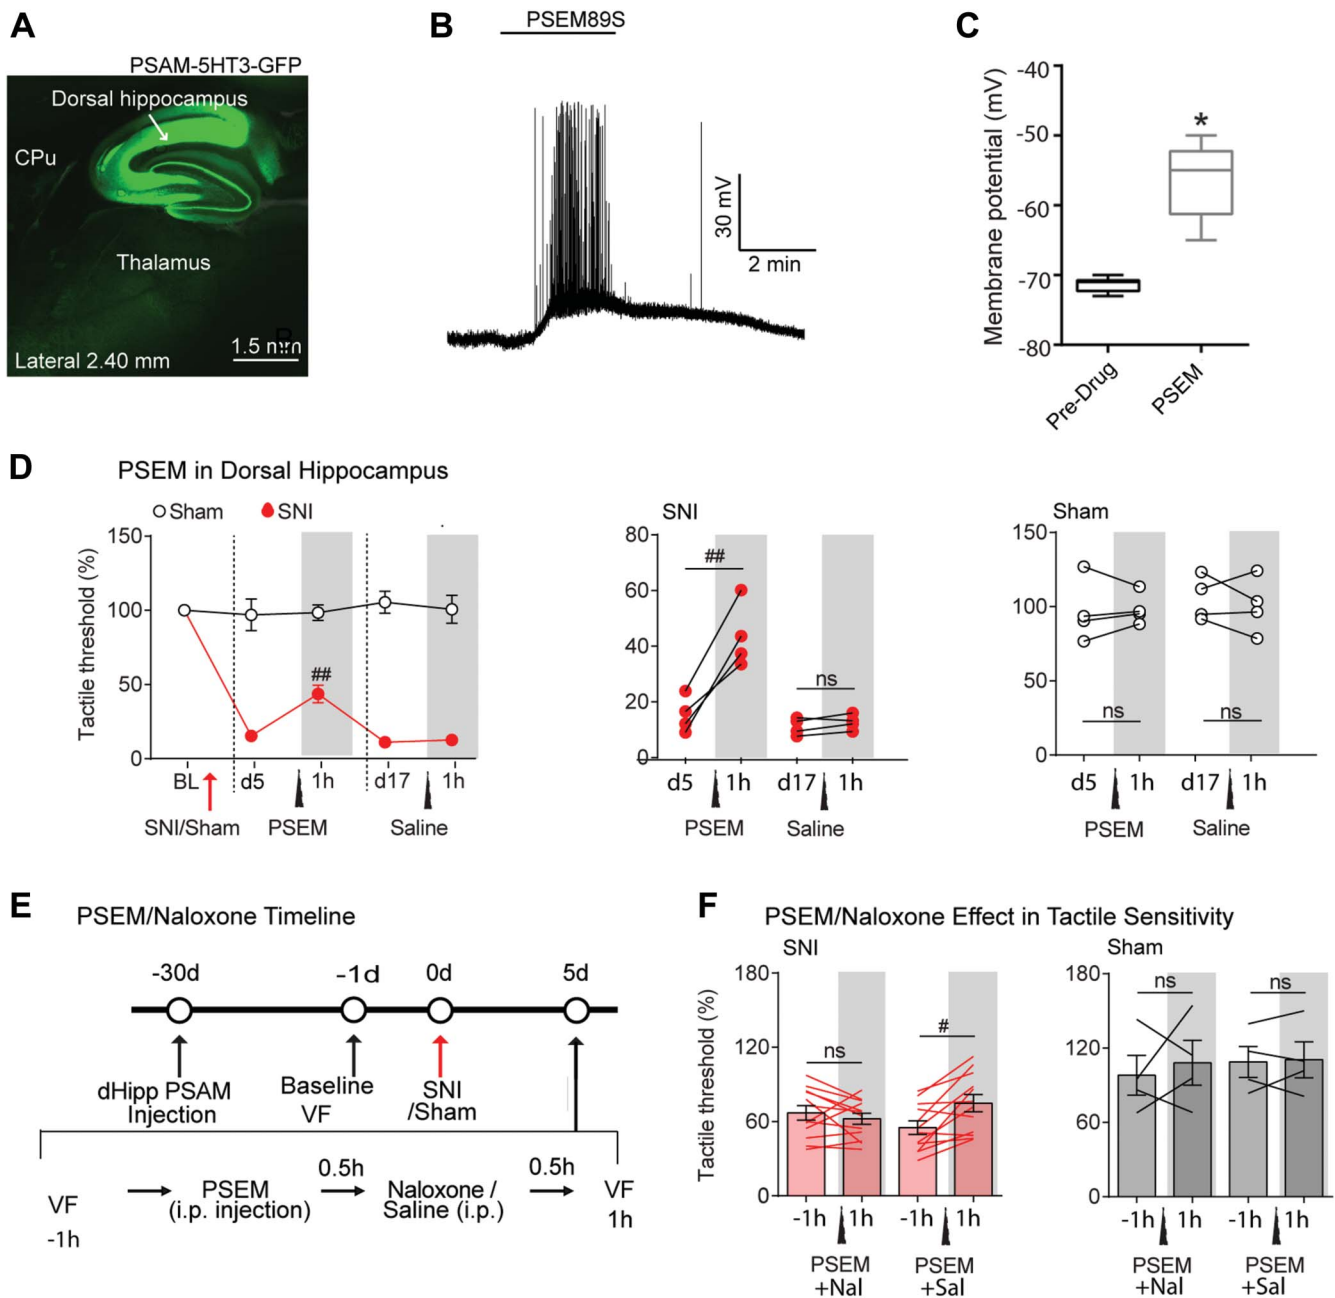 A
PSAM-5HT3-GFP
Dorsal hippocampus
CPu
Thalamus
Lateral 2.40 mm
1.5 mm
B
PSEM89S
30 mV
2 min
C
Membrane potential (mV)
-40
-50
-60
-70
-80
*
Pre-Drug
PSEM
D
PSEM in Dorsal Hippocampus
Sham
SNI
Tactile threshold (%)
150
100
50
0
##
BL
d5
1h
d17
1h
SNI/Sham
PSEM
Saline
SNI
80
60
40
20
0
##
ns
d5
1h
d17
1h
PSEM
Saline
Sham
150
100
50
0
ns
ns
d5
1h
d17
1h
PSEM
Saline
E
PSEM/Naloxone Timeline
-30d
-1d
0d
5d
dHipp PSAM
Injection
Baseline
VF
SNI
/Sham
VF
-1h
PSEM
(i.p. injection)
0.5h
Naloxone /
Saline (i.p.)
0.5h
VF
1h
F
PSEM/Naloxone Effect in Tactile Sensitivity
SNI
Tactile threshold (%)
180
120
60
0
ns
#
-1h
1h
-1h
1h
PSEM
+Nal
PSEM
+Sal
Sham
180
120
60
0
ns
ns
-1h
1h
-1h
1h
PSEM
+Nal
PSEM
+Sal